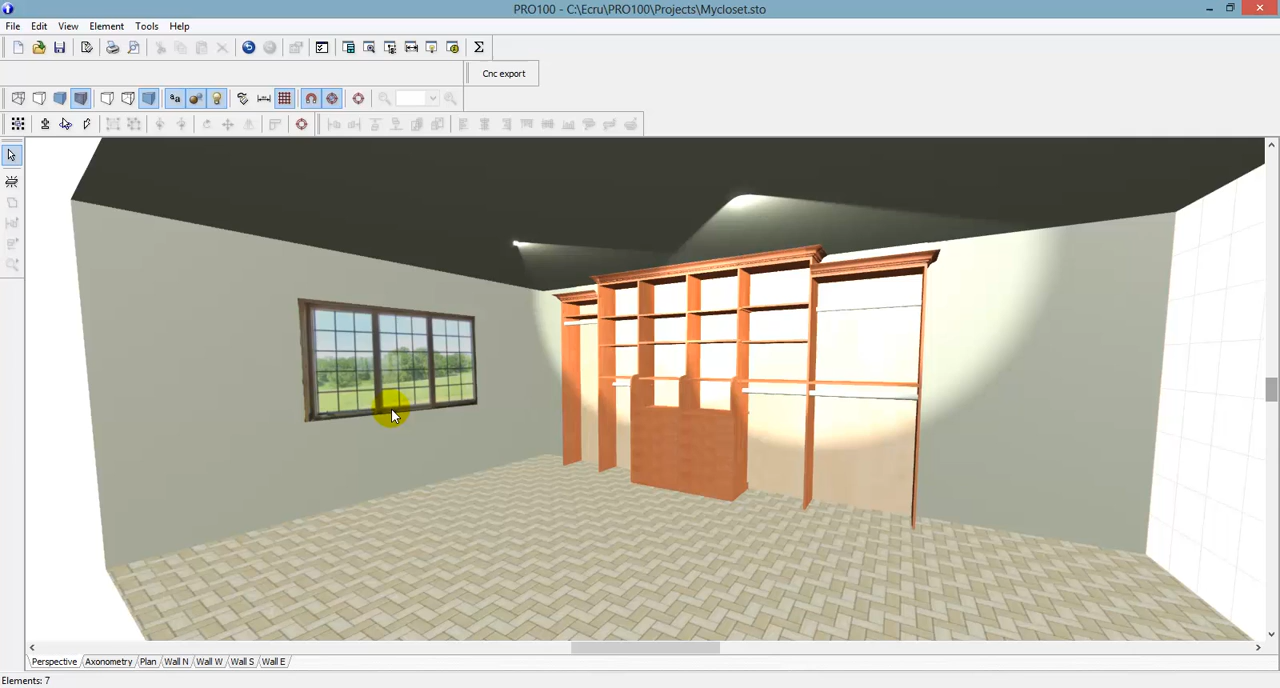 PRO100 - C:\Ecru\PRO100\Projects\Mycloset.sto
File Edit View Element Tools Help
Cnc export
Perspective Axonometry Plan Wall N Wall W Wall S Wall E
Elements: 7